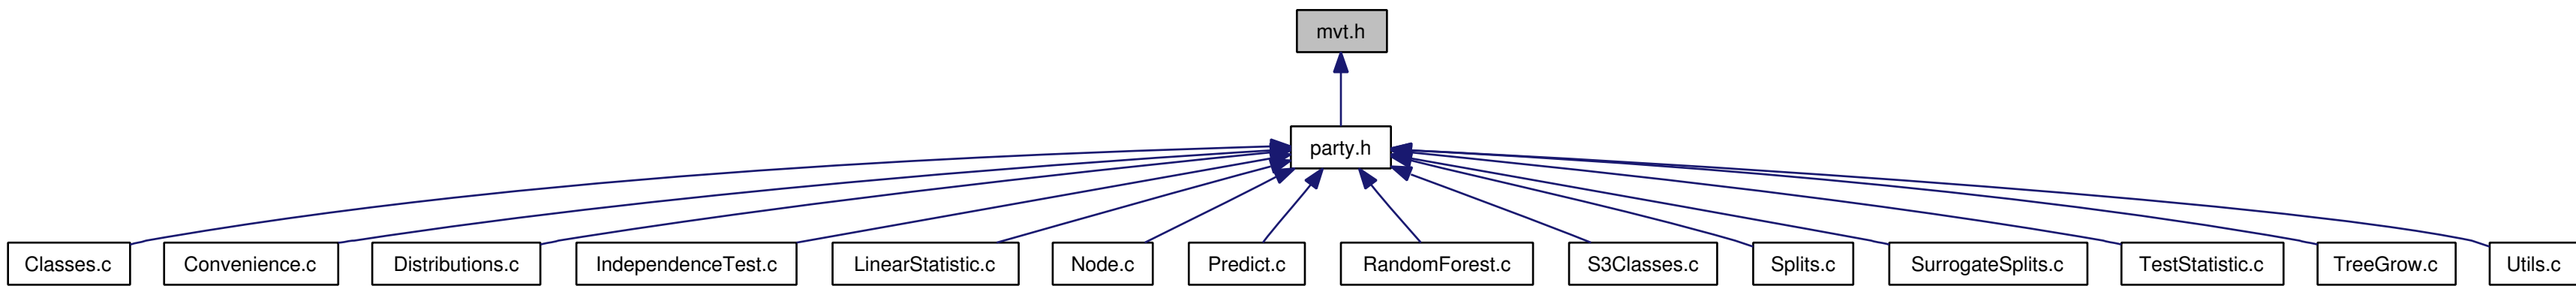 mvt.h
party.h
Classes.c
Convenience.c
Distributions.c
IndependenceTest.c
LinearStatistic.c
Node.c
Predict.c
RandomForest.c
S3Classes.c
Splits.c
SurrogateSplits.c
TestStatistic.c
TreeGrow.c
Utils.c